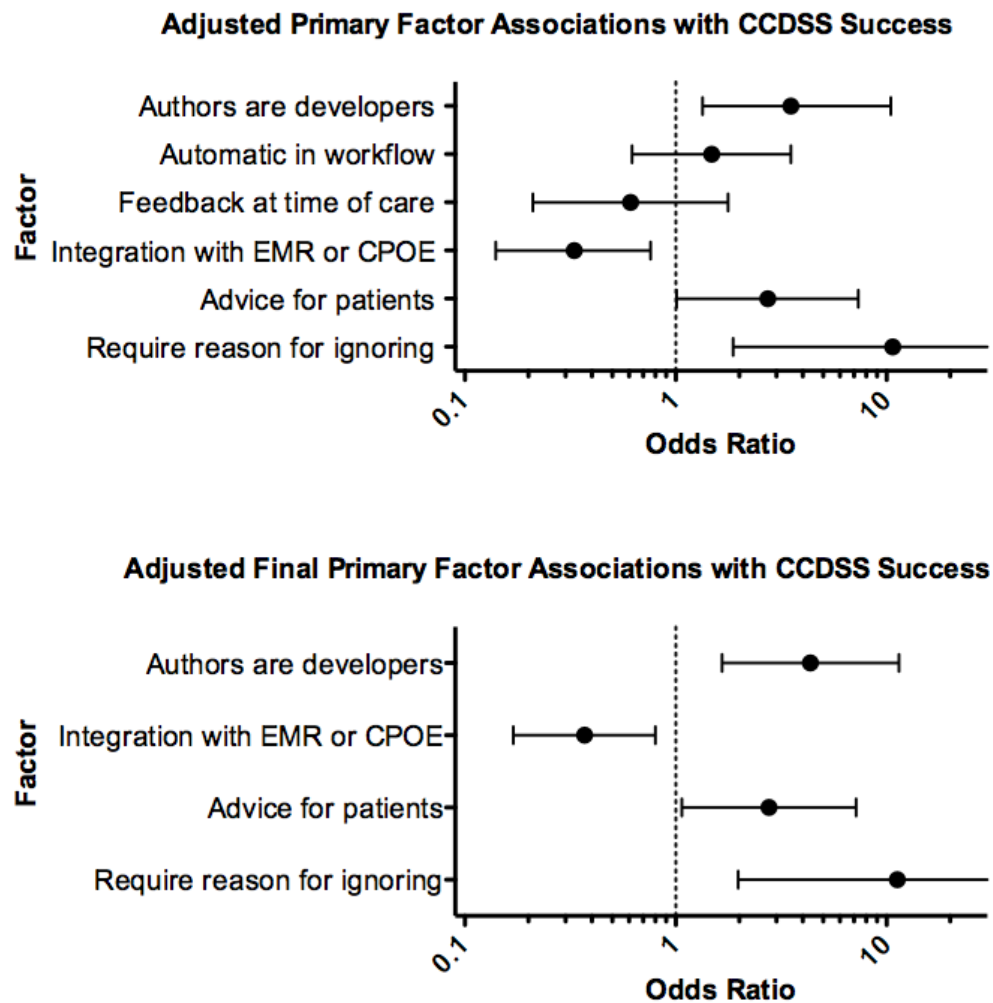 Adjusted Primary Factor Associations with CCDSS Success
Factor
Authors are developers
Automatic in workflow
Feedback at time of care
Integration with EMR or CPOE
Advice for patients
Require reason for ignoring
0.1
1
10
Odds Ratio
Adjusted Final Primary Factor Associations with CCDSS Success
Factor
Authors are developers
Integration with EMR or CPOE
Advice for patients
Require reason for ignoring
0.1
1
10
Odds Ratio